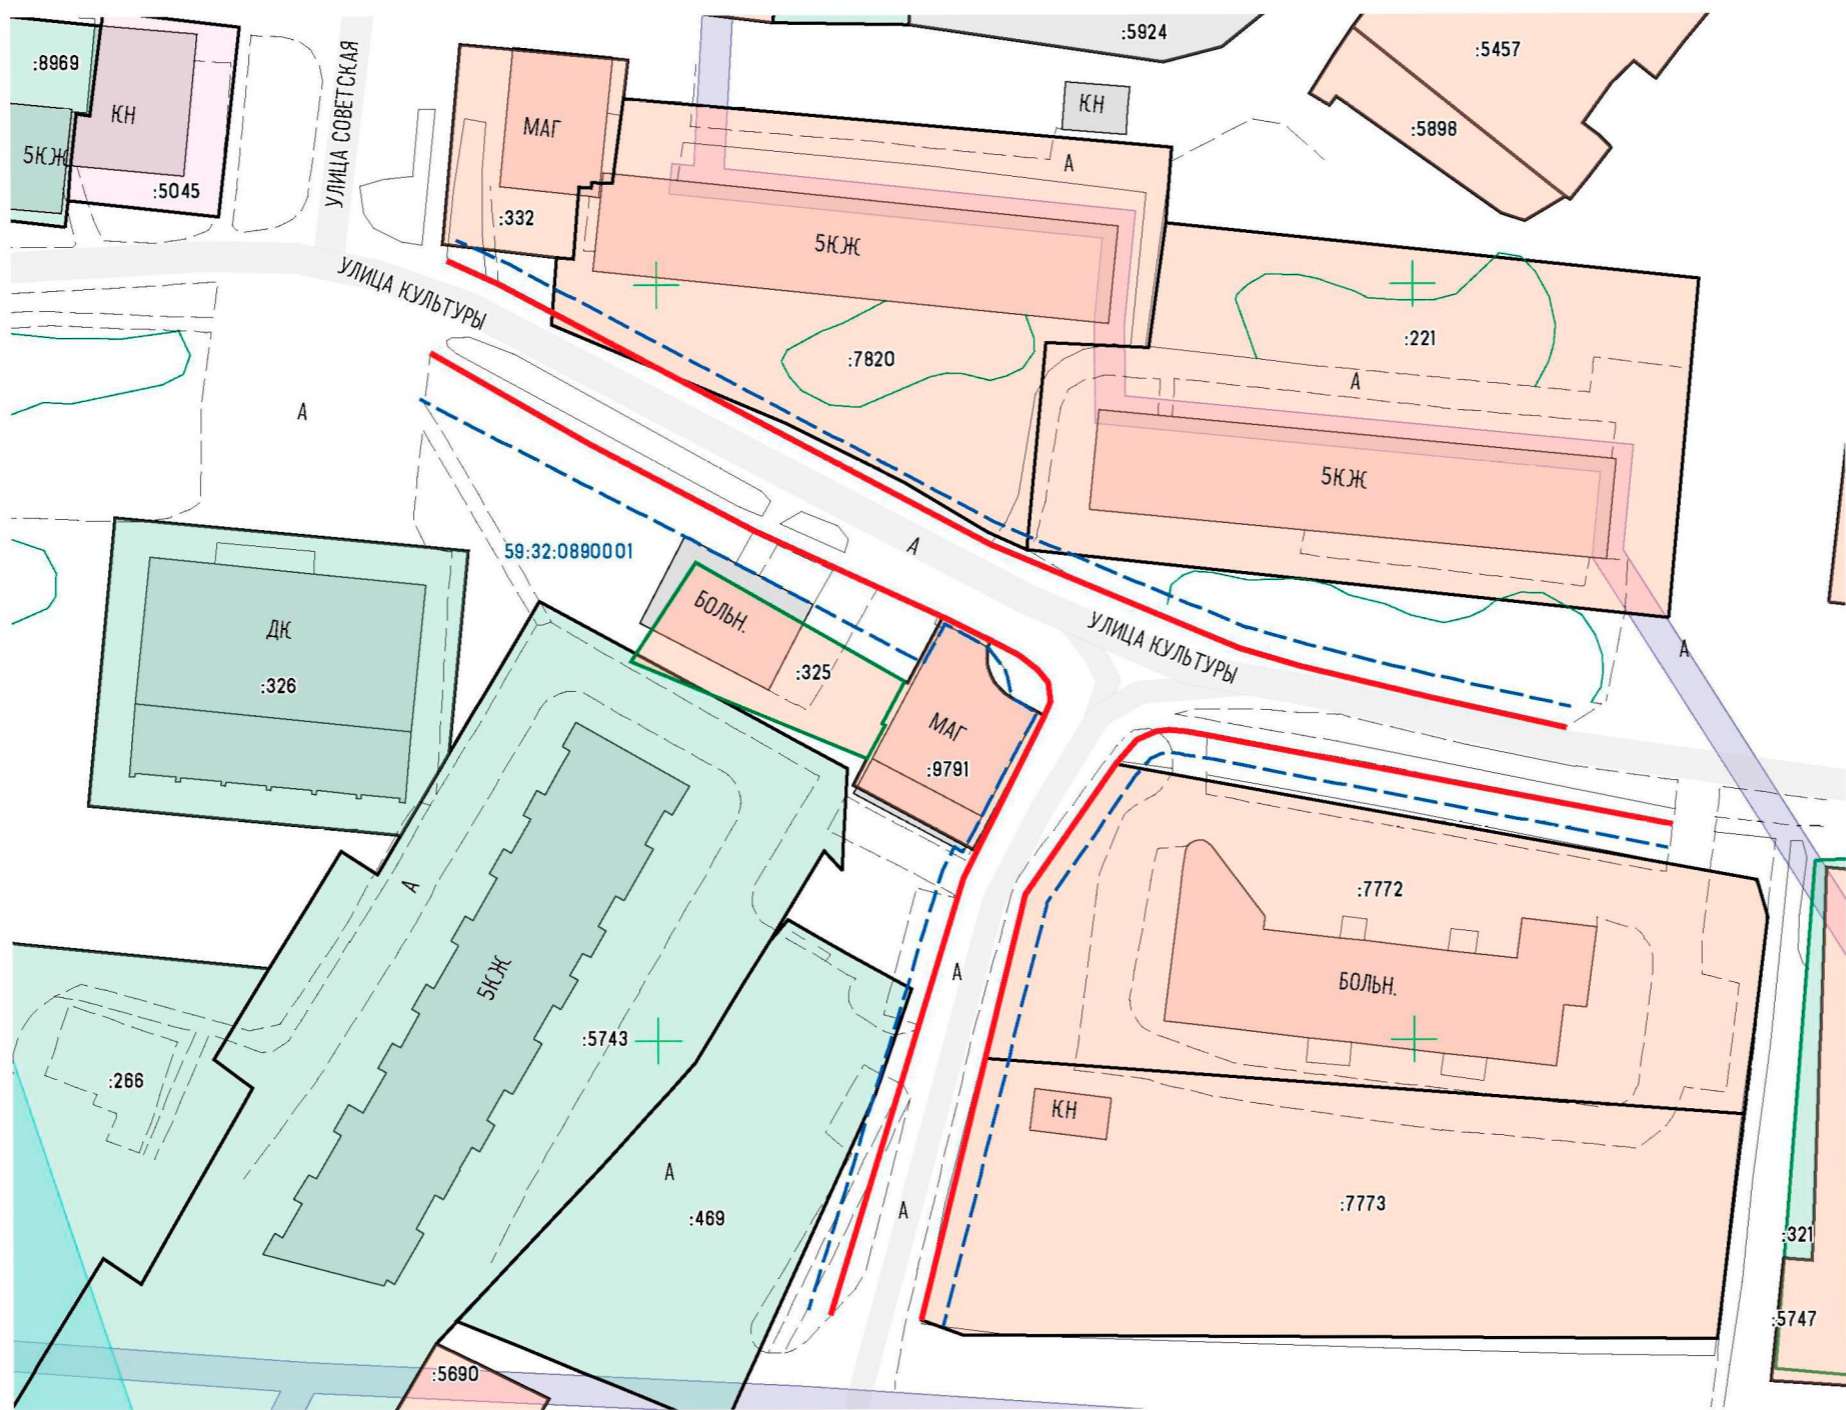 :5924
:5457
:8969
КН
КН
МАГ
:5898
УЛИЦА СОВЕТСКАЯ
5КЖ
А
:5045
:332
5КЖ
УЛИЦА КУЛЬТУРЫ
:221
:7820
А
А
5КЖ
А
59:32:0890001
БОЛЬН.
УЛИЦА КУЛЬТУРЫ
ДК
А
:325
:326
МАГ
:9791
А
:7772
А
5КЖ
БОЛЬН.
:5743
:266
КН
А
:7773
А
:469
:321
:5747
:5690